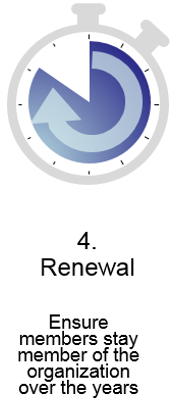 4.
Renewal
Ensure
members stay
member of the
organization
over the years